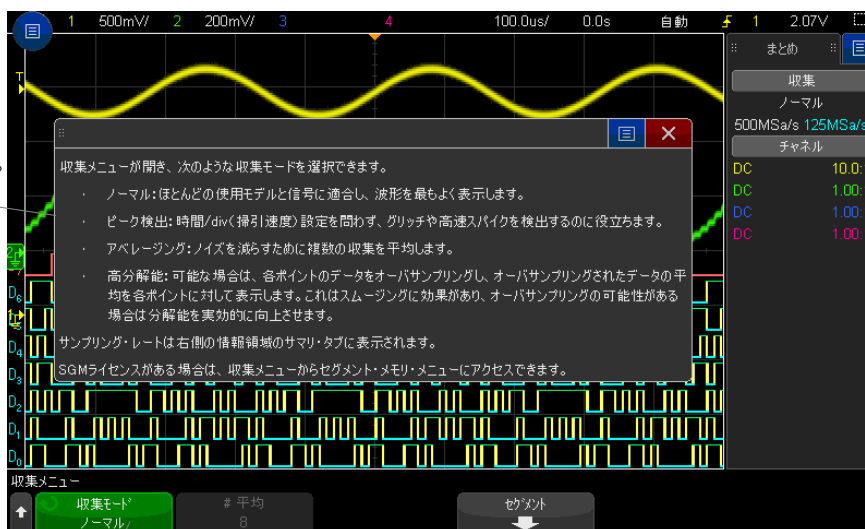 1 500mV/ 2 200mV/ 3 4 100.0us/ 0.0s 自動 1 2.07V
まとめ
収集
ノーマル
500MSa/s 125MSa/s
チャネル
DC 10.0:
DC 1.00:
DC 1.00:
DC 1.00:
T
収集メニューが開き、次のような収集モードを選択できます。
· ノーマル:ほとんどの使用モデルと信号に適合し、波形を最もよく表示します。
· ピーク検出:時間/div(掃引速度)設定を問わず、グリッチや高速スパイクを検出するのに役立ちます。
· アベレージング:ノイズを減らすために複数の収集を平均します。
· 高分解能:可能な場合は、各ポイントのデータをオーバサンプリングし、オーバサンプリングされたデータの平
均を各ポイントに対して表示します。これはスムージングに効果があり、オーバサンプリングの可能性がある
場合は分解能を実効的に向上させます。
サンプリング・レートは右側の情報領域のサマリ・タブに表示されます。
SGMライセンスがある場合は、収集メニューからセグメント・メモリ・メニューにアクセスできます。
2
D6
D4
D3
D2
D1
D0
収集メニュー
収集モード
ノーマル
# 平均
8
セグメント